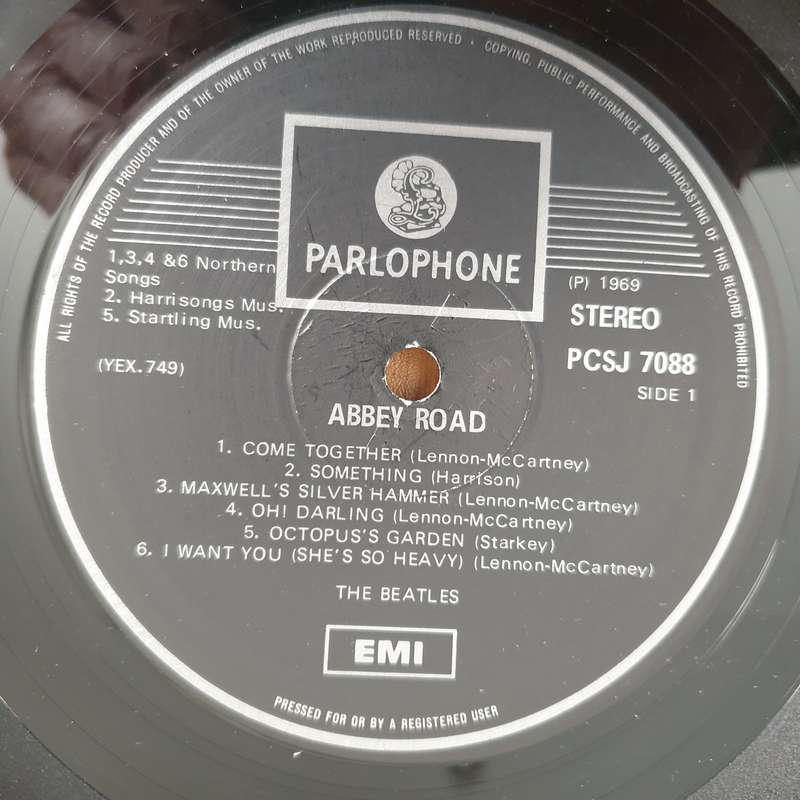 ALL RIGHTS OF THE RECORD PRODUCER AND OF THE OWNER OF THE WORK REPRODUCED RESERVED · COPYING, PUBLIC PERFORMANCE AND BROADCASTING OF THIS RECORD PROHIBITED
PARLOPHONE
1,3,4 &6 Northern
Songs
2. Harrisongs Mus.
5. Startling Mus.
(YEX.749)
(P) 1969
STEREO
PCSJ 7088
SIDE 1
ABBEY ROAD
1. COME TOGETHER (Lennon-McCartney)
2. SOMETHING (Harrison)
3. MAXWELL'S SILVER HAMMER (Lennon-McCartney)
4. OH! DARLING (Lennon-McCartney)
5. OCTOPUS'S GARDEN (Starkey)
6. I WANT YOU (SHE'S SO HEAVY) (Lennon-McCartney)
THE BEATLES
EMI
PRESSED FOR OR BY A REGISTERED USER